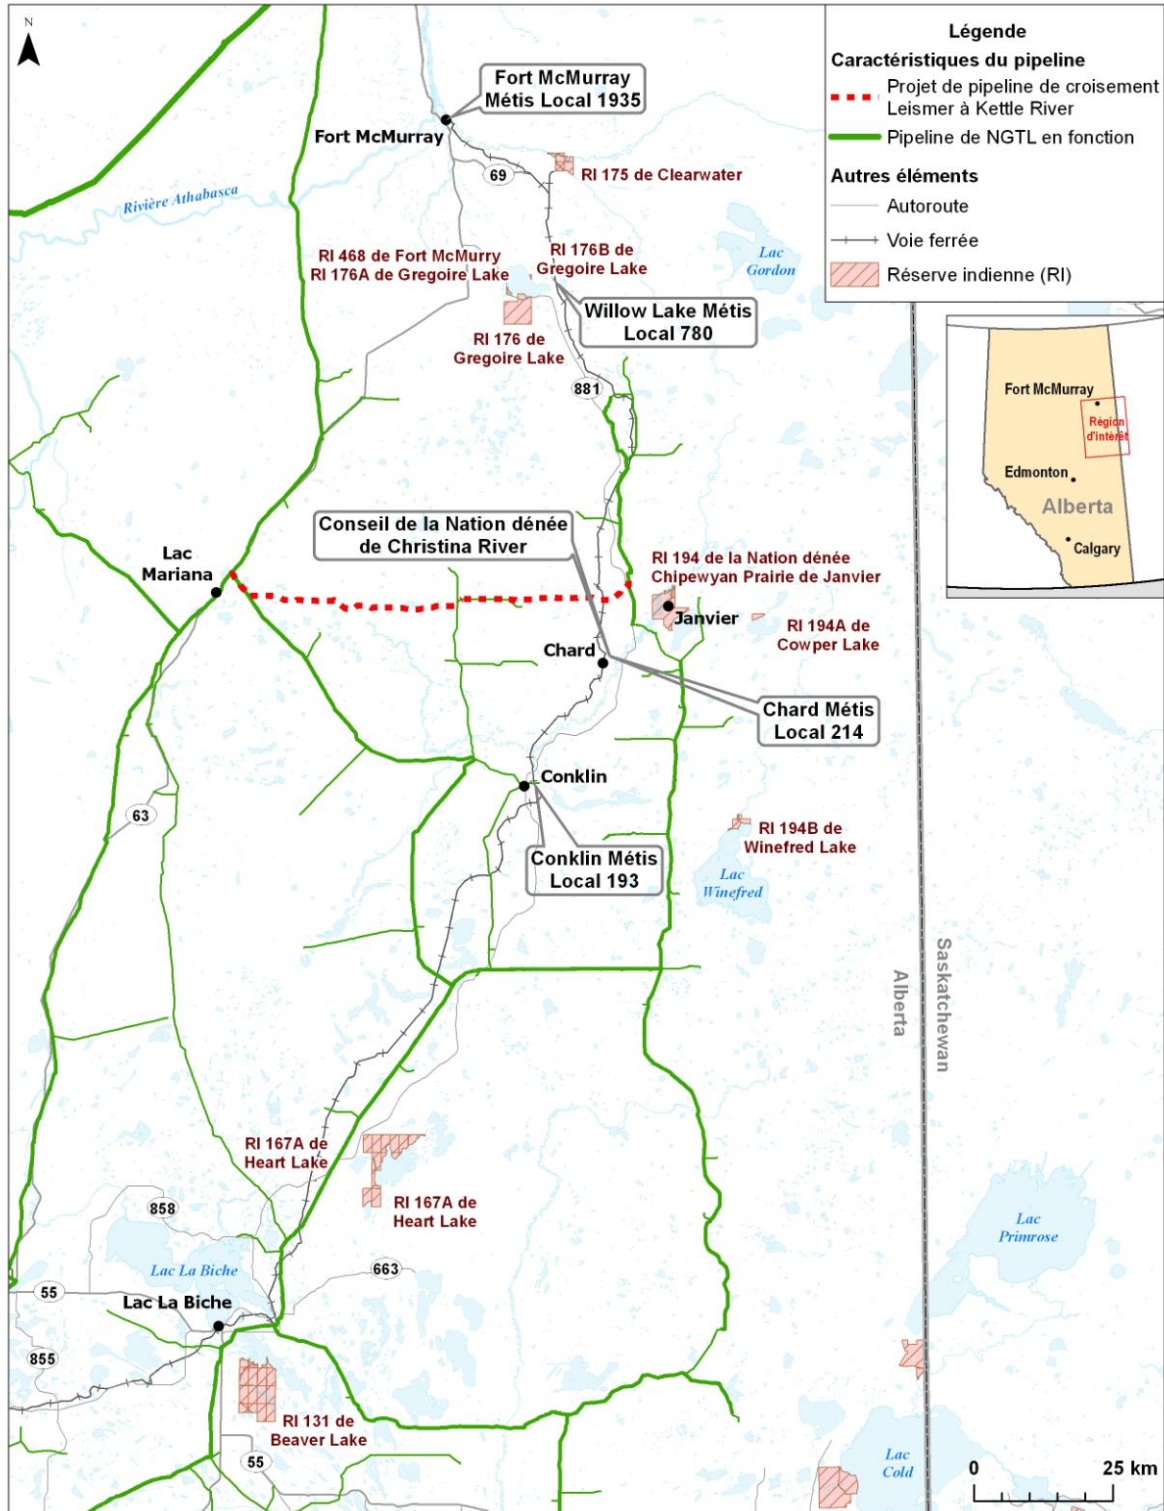 N
Légende
Caractéristiques du pipeline
Projet de pipeline de croisement
Leismer à Kettle River
Pipeline de NGTL en fonction
Autres éléments
Autoroute
Voie ferrée
Réserve indienne (RI)
Fort McMurray
Métis Local 1935
Fort McMurray
69
RI 175 de Clearwater
Rivière Athabasca
RI 468 de Fort McMurry
RI 176A de Gregoire Lake
RI 176B de
Gregoire Lake
Lac
Gordon
Willow Lake Métis
Local 780
RI 176 de
Gregoire Lake
881
Fort McMurray
Région
d'intérêt
Edmonton
Alberta
Calgary
Conseil de la Nation dénée
de Christina River
Lac
Mariana
RI 194 de la Nation dénée
Chipewyan Prairie de Janvier
Janvier
RI 194A de
Cowper Lake
Chard
Chard Métis
Local 214
Conklin
63
RI 194B de
Winefred Lake
Conklin Métis
Local 193
Lac
Winefred
Alberta
Saskatchewan
RI 167A de
Heart Lake
RI 167A de
Heart Lake
858
Lac
Primrose
Lac La Biche
663
55
Lac La Biche
855
RI 131 de
Beaver Lake
55
Lac
Cold
0
25 km